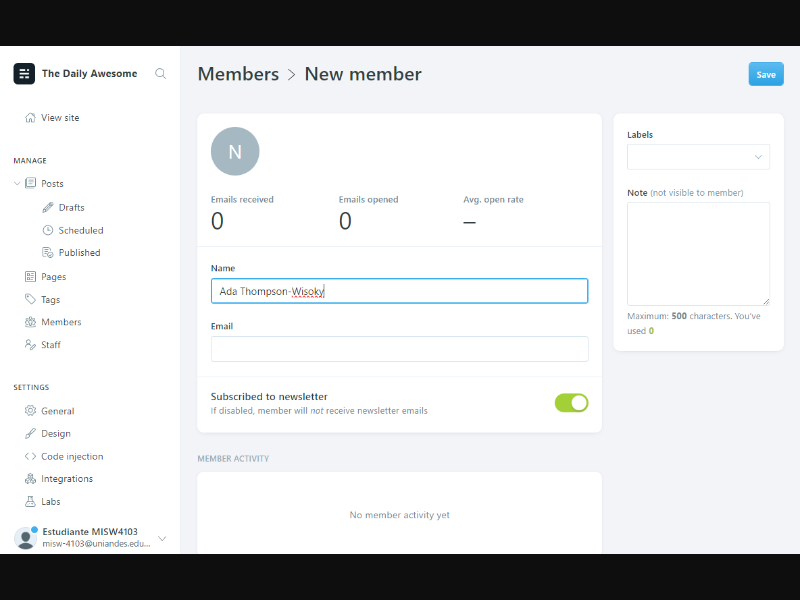 The Daily Awesome
View site
MANAGE
Posts
Drafts
Scheduled
Published
Pages
Tags
Members
Staff
SETTINGS
General
Design
Code injection
Integrations
Labs
Estudiante MISW4103
misw-4103@uniandes.edu...
Members > New member
Save
N
Emails received
0
Emails opened
0
Avg. open rate
–
Name
Ada Thompson-Wisoky
Email
Subscribed to newsletter
If disabled, member will not receive newsletter emails
MEMBER ACTIVITY
No member activity yet
Labels
Note (not visible to member)
Maximum: 500 characters. You've
used 0